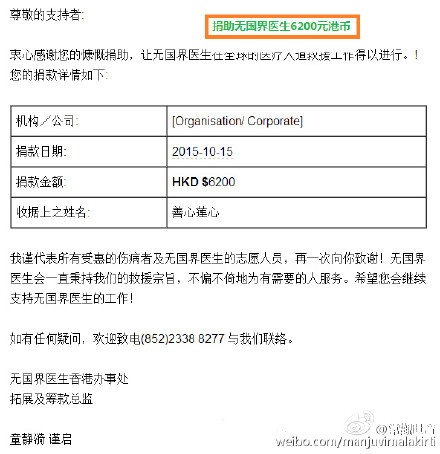 尊敬的支持者:
捐助无国界医生6200元港币
衷心感谢您的慷慨捐助，让无国界医生在全球的医疗人道救援工作得以进行。!
您的捐款详情如下:
机构／公司: [Organisation/ Corporate]
捐款日期: 2015-10-15
捐款金额: HKD $6200
收据上之姓名: 善心莲心
我谨代表所有受惠的伤病者及无国界医生的志愿人员，再一次向你致谢！无国
界医生会一直秉持我们的救援宗旨，不偏不倚地为有需要的人服务。希望您会继续
支持无国界医生的工作！
如有任何疑问，欢迎致电(852)2338 8277 与我们联络。
无国界医生香港办事处
拓展及筹款总监
童静漪 谨启
weibo.com/manjuvimalakirti